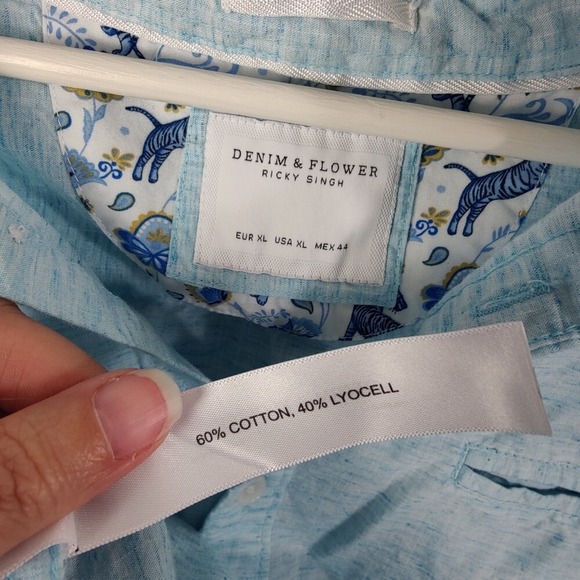 DENIM & FLOWER
RICKY SINGH
EUR XL USA XL MEX 44
60% COTTON, 40% LYOCELL